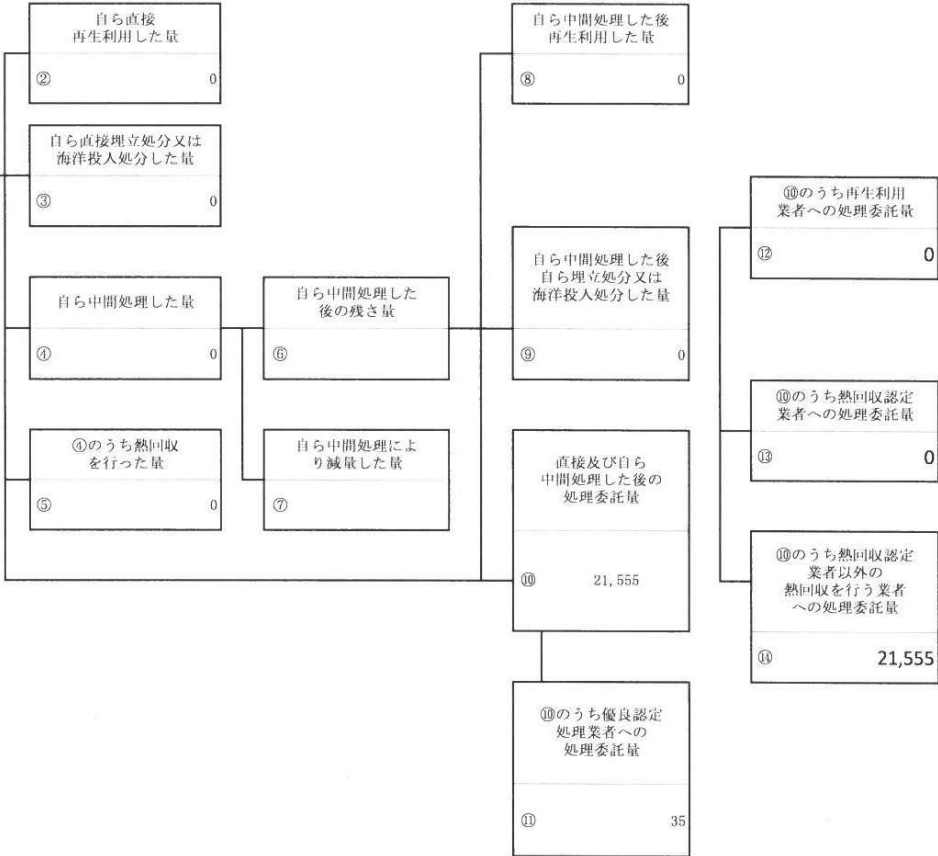 自ら直接
再生利用した量
② 0
自ら直接埋立処分又は
海洋投入処分した量
③ 0
自ら中間処理した量
④ 0
④のうち熱回収
を行った量
⑤ 0
自ら中間処理した
後の残さ量
⑥
自ら中間処理によ
り減量した量
⑦
自ら中間処理した後
再生利用した量
⑧ 0
自ら中間処理した後
自ら埋立処分又は
海洋投入処分した量
⑨ 0
直接及び自ら
中間処理した後の
処理委託量
⑩ 21,555
⑩のうち優良認定
処理業者への
処理委託量
⑪ 35
⑩のうち再生利用
業者への処理委託量
⑫ 0
⑩のうち熱回収認定
業者への処理委託量
⑬ 0
⑩のうち熱回収認定
業者以外の
熱回収を行う業者
への処理委託量
⑭ 21,555